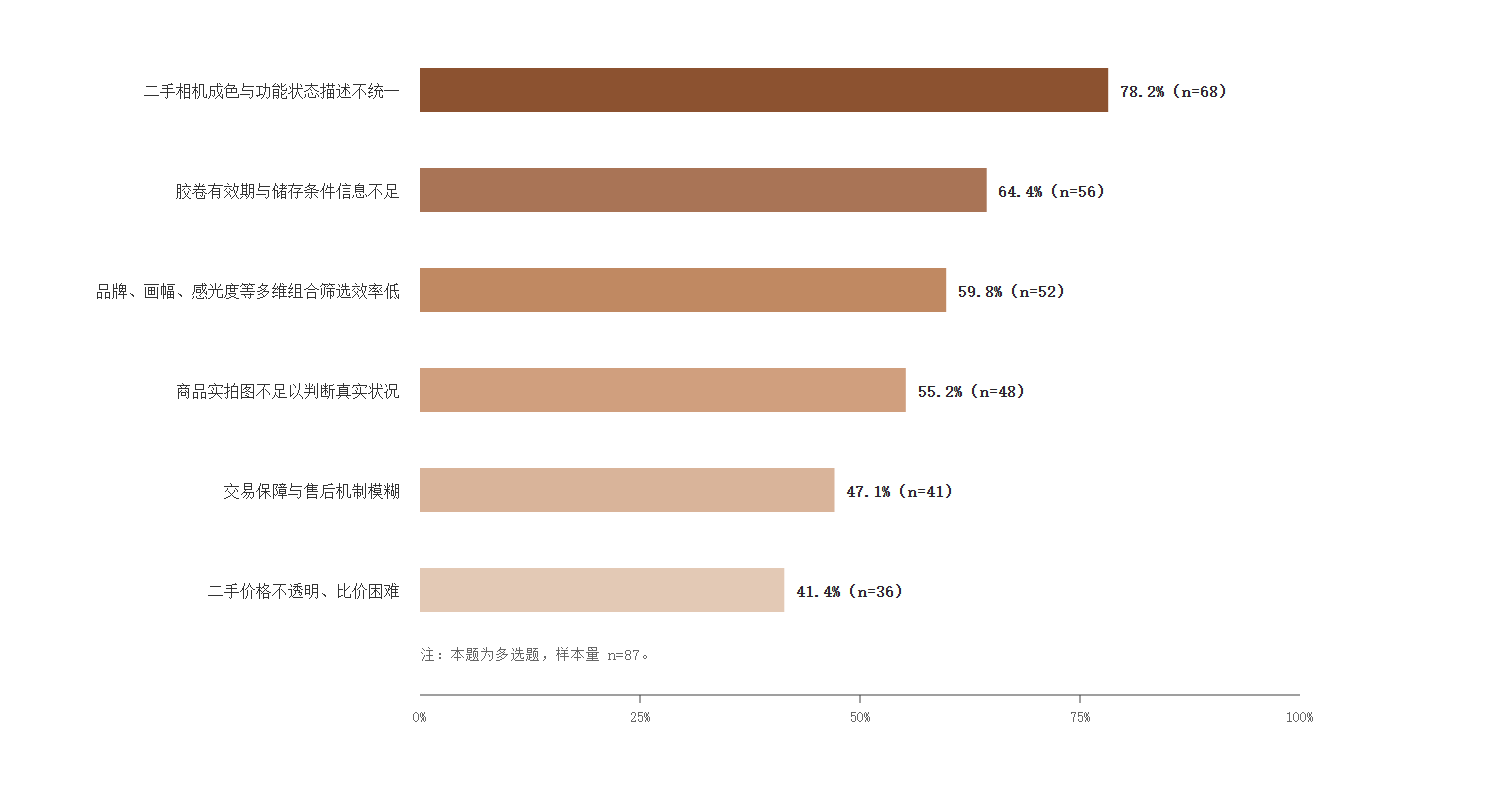 二手相机成色与功能状态描述不统一 78.2% (n=68)
胶卷有效期与储存条件信息不足 64.4% (n=56)
品牌、画幅、感光度等多维组合筛选效率低 59.8% (n=52)
商品实拍图不足以判断真实状况 55.2% (n=48)
交易保障与售后机制模糊 47.1% (n=41)
二手价格不透明、比价困难 41.4% (n=36)
注：本题为多选题，样本量 n=87。
0% 25% 50% 75% 100%